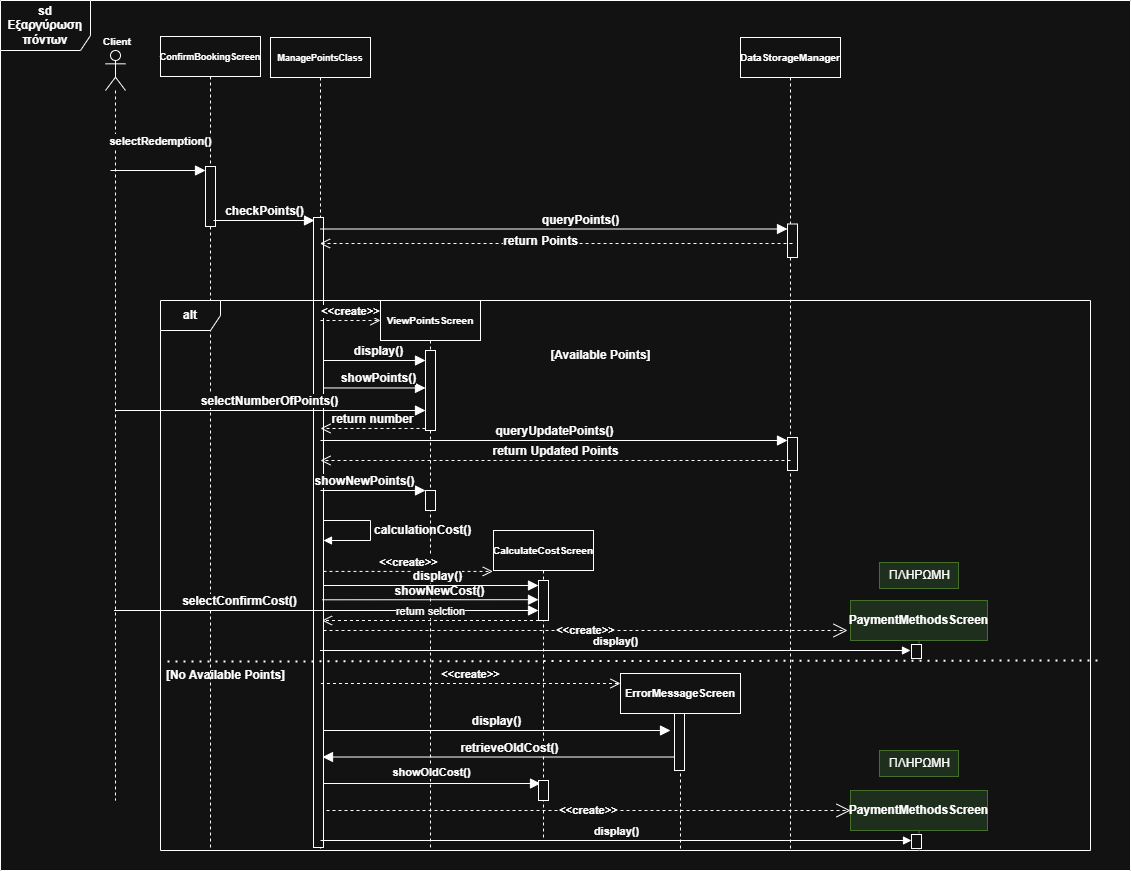 sd
Εξαργύρωση
πόντων
Client
ConfirmBookingScreen
ManagePointsClass
DataStorageManager
selectRedemption()
checkPoints()
queryPoints()
return Points
alt
<<create>>
ViewPointsScreen
display()
[Available Points]
showPoints()
selectNumberOfPoints()
return number
queryUpdatePoints()
return Updated Points
showNewPoints()
calculationCost()
CalculateCostScreen
<<create>>
display()
ΠΛΗΡΩΜΗ
showNewCost()
selectConfirmCost()
return selction
PaymentMethodsScreen
<<create>>
display()
[No Available Points]
<<create>>
ErrorMessageScreen
display()
retrieveOldCost()
ΠΛΗΡΩΜΗ
showOldCost()
<<create>>
PaymentMethodsScreen
display()